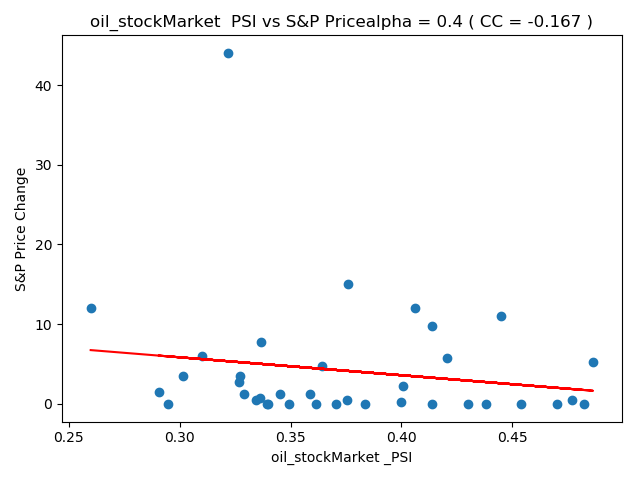 oil_stockMarket  PSI vs S&P Pricealpha = 0.4 ( CC = -0.167 )
S&P Price Change
40
30
20
10
0
0.25 0.30 0.35 0.40 0.45
oil_stockMarket _PSI